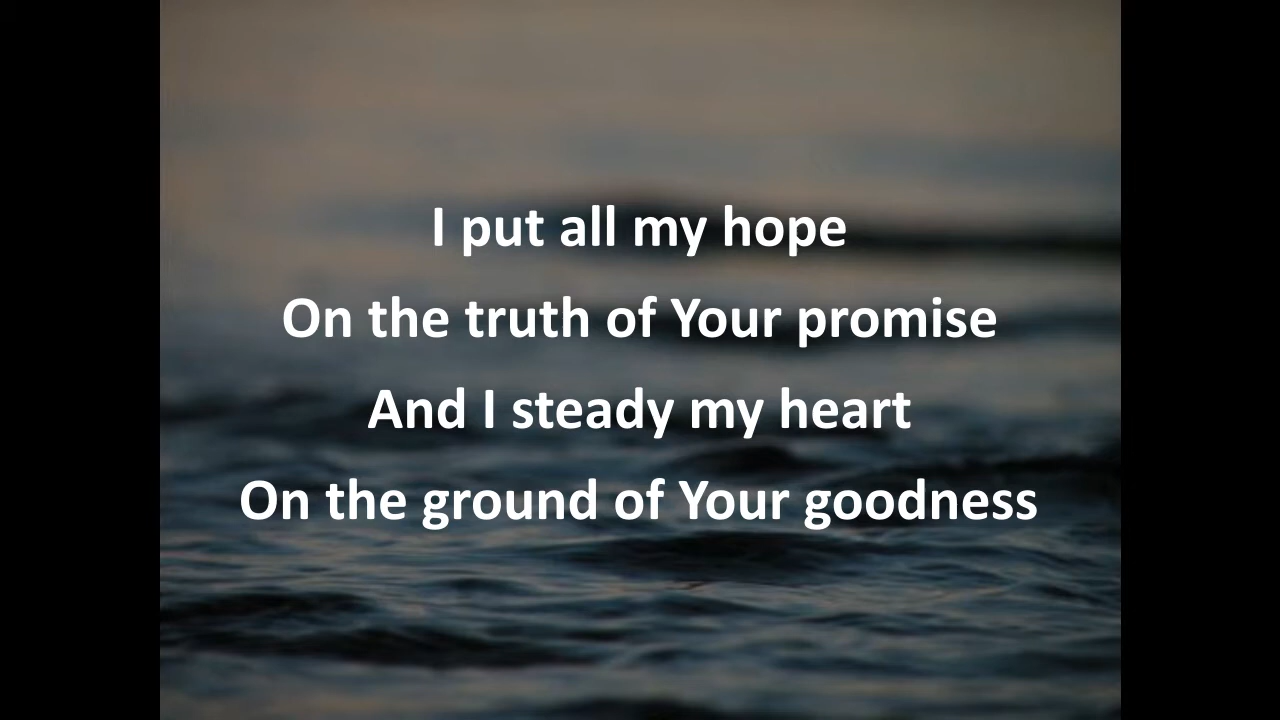 I put all my hope
On the truth of Your promise
And I steady my heart
On the ground of Your goodness